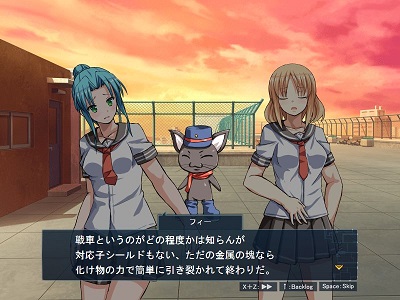 フィー
戦車というのがどの程度かは知らんが
対応子シールドもない、ただの金属の塊なら
化け物の力で簡単に引き裂かれて終わりだ。
X+Z: ▶▶ ↑:Backlog Space: Skip